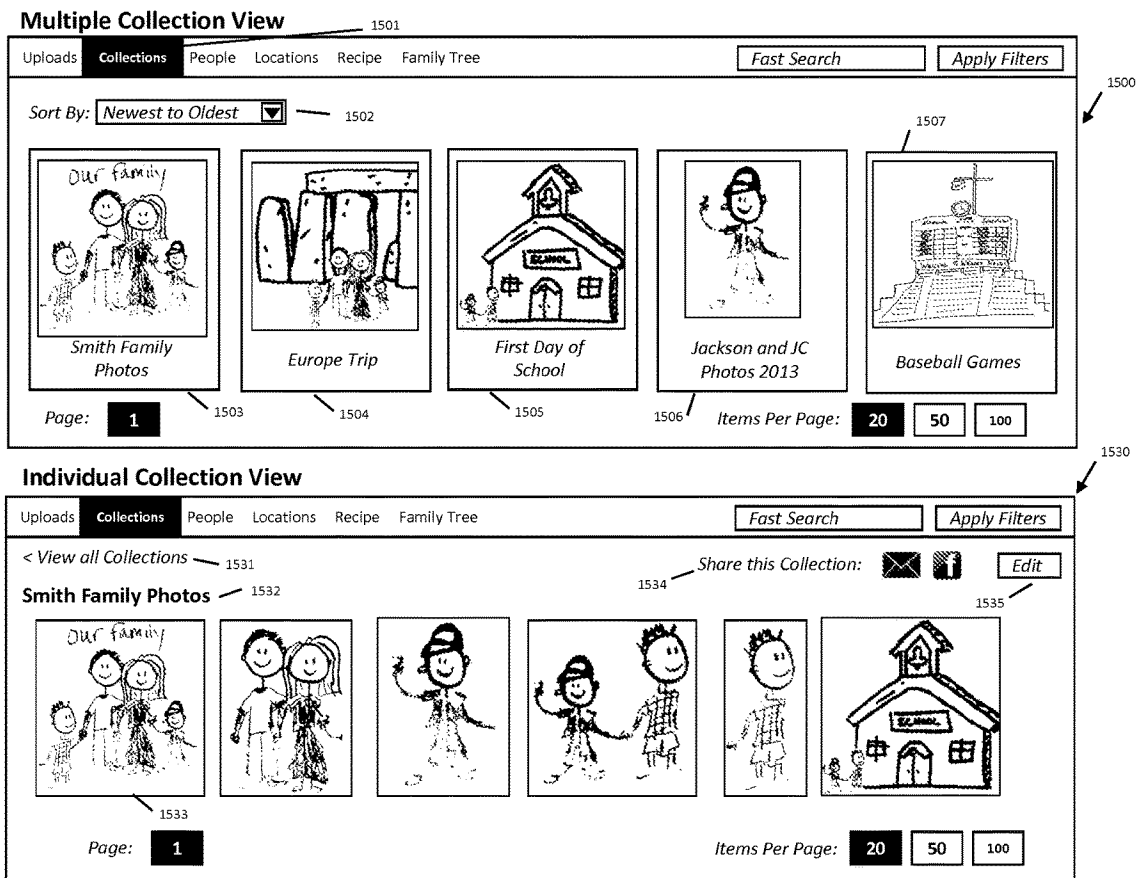 Multiple Collection View
1501
Uploads Collections People Locations Recipe Family Tree Fast Search Apply Filters
1500
Sort By: Newest to Oldest 1502
1507
our family
SCHOOL
Smith Family
Photos
Europe Trip
First Day of
School
Jackson and JC
Photos 2013
Baseball Games
1503 1504 1505 1506
Page: 1 Items Per Page: 20 50 100
1530
Individual Collection View
Uploads Collections People Locations Recipe Family Tree Fast Search Apply Filters
< View all Collections 1531 1534 Share this Collection: f Edit
Smith Family Photos 1532 1535
our family
SCHOOL
1533
Page: 1 Items Per Page: 20 50 100